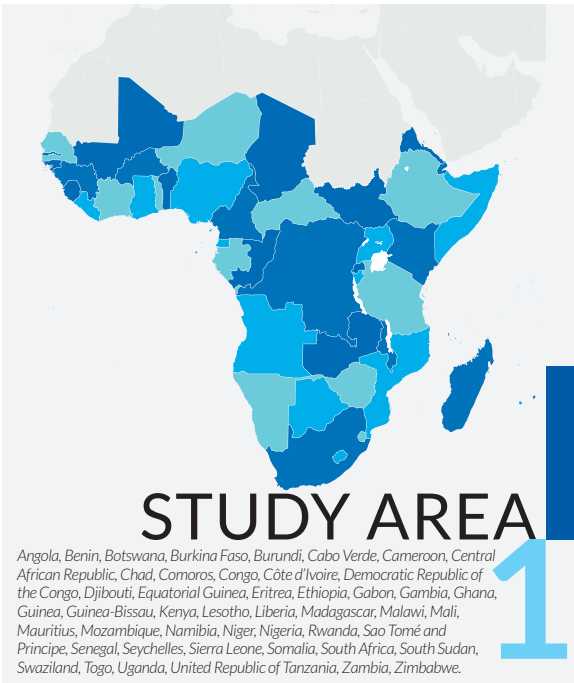 STUDY AREA
1
Angola, Benin, Botswana, Burkina Faso, Burundi, Cabo Verde, Cameroon, Central
African Republic, Chad, Comoros, Congo, Côte d'Ivoire, Democratic Republic of
the Congo, Djibouti, Equatorial Guinea, Eritrea, Ethiopia, Gabon, Gambia, Ghana,
Guinea, Guinea-Bissau, Kenya, Lesotho, Liberia, Madagascar, Malawi, Mali,
Mauritius, Mozambique, Namibia, Niger, Nigeria, Rwanda, Sao Tomé and
Principe, Senegal, Seychelles, Sierra Leone, Somalia, South Africa, South Sudan,
Swaziland, Togo, Uganda, United Republic of Tanzania, Zambia, Zimbabwe.